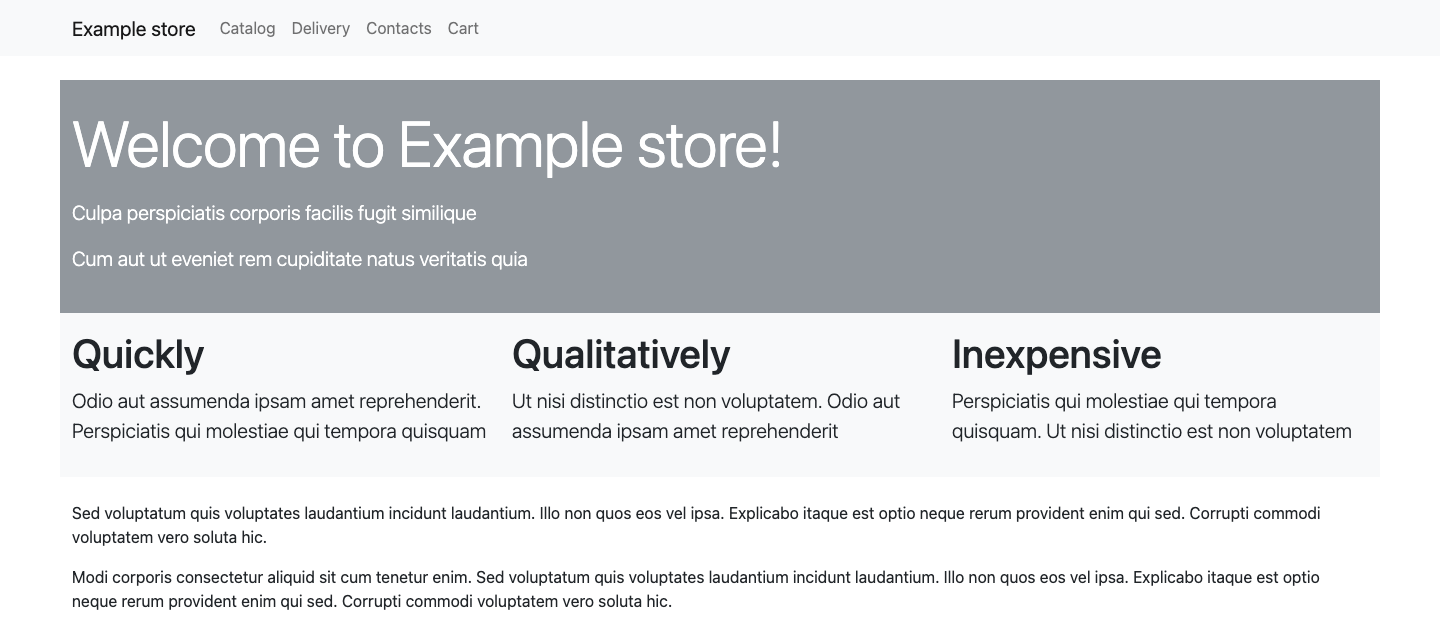 Example store Catalog Delivery Contacts Cart
Welcome to Example store!
Culpa perspiciatis corporis facilis fugit similique
Cum aut ut eveniet rem cupiditate natus veritatis quia
Quickly
Odio aut assumenda ipsam amet reprehenderit.
Perspiciatis qui molestiae qui tempora quisquam
Qualitatively
Ut nisi distinctio est non voluptatem. Odio aut
assumenda ipsam amet reprehenderit
Inexpensive
Perspiciatis qui molestiae qui tempora
quisquam. Ut nisi distinctio est non voluptatem
Sed voluptatum quis voluptates laudantium incidunt laudantium. Illo non quos eos vel ipsa. Explicabo itaque est optio neque rerum provident enim qui sed. Corrupti commodi
voluptatem vero soluta hic.
Modi corporis consectetur aliquid sit cum tenetur enim. Sed voluptatum quis voluptates laudantium incidunt laudantium. Illo non quos eos vel ipsa. Explicabo itaque est optio
neque rerum provident enim qui sed. Corrupti commodi voluptatem vero soluta hic.